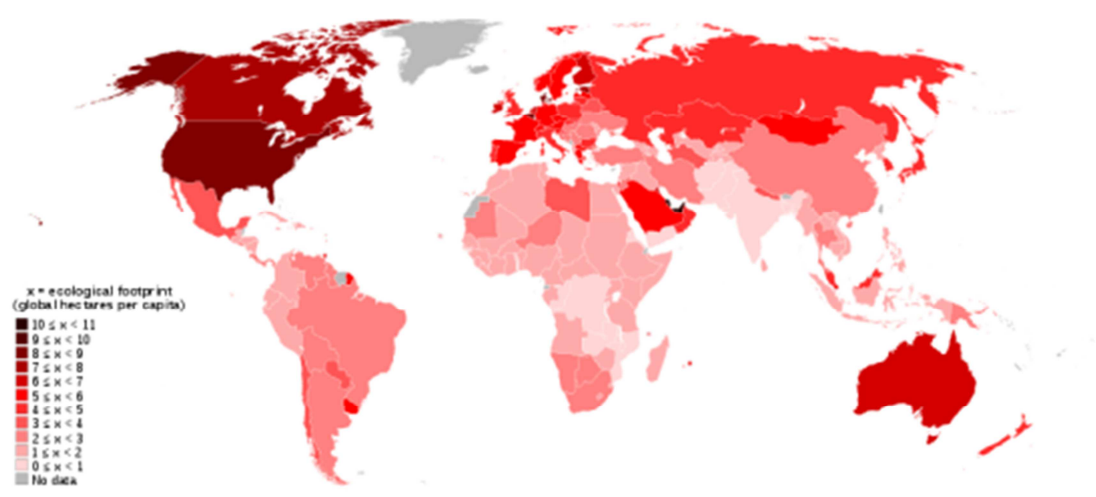 x = ecological footprint
(global hectares per capita)
10 ≤ x < 11
9 ≤ x < 10
8 ≤ x < 9
7 ≤ x < 8
6 ≤ x < 7
5 ≤ x < 6
4 ≤ x < 5
3 ≤ x < 4
2 ≤ x < 3
1 ≤ x < 2
0 ≤ x < 1
No data